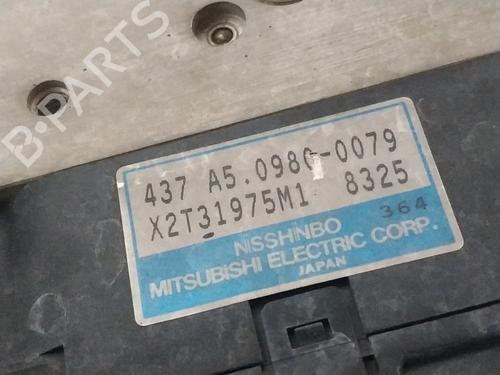 B-PARTS
437 A5.0980-0079
X2T31975M1 8325
364
NISSHINBO
MITSUBISHI ELECTRIC CORP.
JAPAN